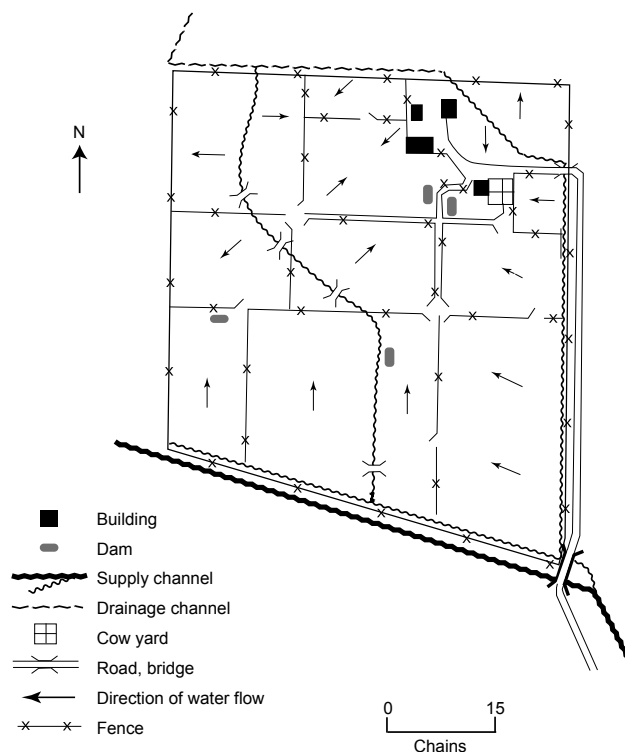 N
Building
Dam
Supply channel
Drainage channel
Cow yard
Road, bridge
Direction of water flow
Fence
0 15
Chains